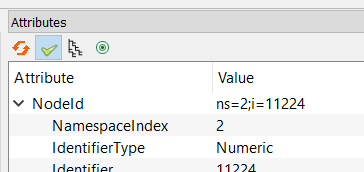 Attributes
Attribute Value
NodeId ns=2;i=11224
NamespaceIndex 2
IdentifierType Numeric
Identifier 11224